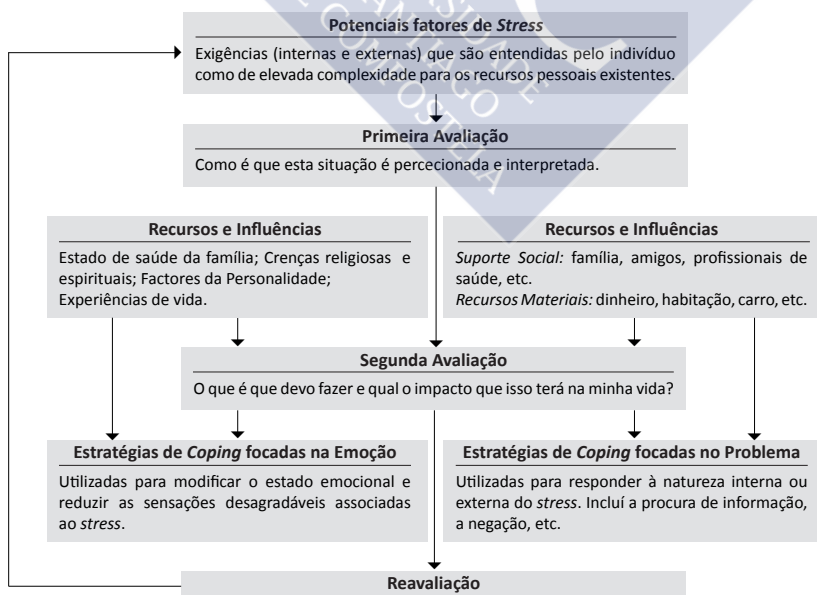 Potenciais fatores de Stress
Exigências (internas e externas) que são entendidas pelo indivíduo
como de elevada complexidade para os recursos pessoais existentes.
Primeira Avaliação
Como é que esta situação é percecionada e interpretada.
Recursos e Influências
Estado de saúde da família; Crenças religiosas e
espirituais; Factores da Personalidade;
Experiências de vida.
Recursos e Influências
Suporte Social: família, amigos, profissionais de
saúde, etc.
Recursos Materiais: dinheiro, habitação, carro, etc.
Segunda Avaliação
O que é que devo fazer e qual o impacto que isso terá na minha vida?
Estratégias de Coping focadas na Emoção
Utilizadas para modificar o estado emocional e
reduzir as sensações desagradáveis associadas
ao stress.
Estratégias de Coping focadas no Problema
Utilizadas para responder à natureza interna ou
externa do stress. Incluí a procura de informação,
a negação, etc.
Reavaliação